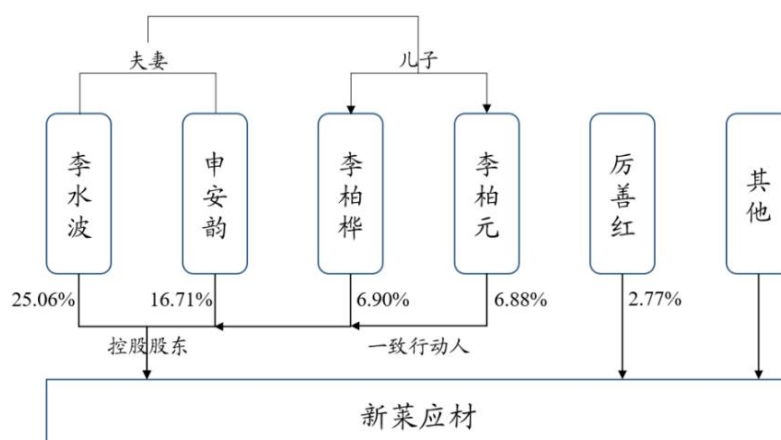 夫妻
儿子
李水波
申安韵
李柏桦
李柏元
厉善红
其他
25.06%
16.71%
6.90%
6.88%
2.77%
控股股东
一致行动人
新莱应材